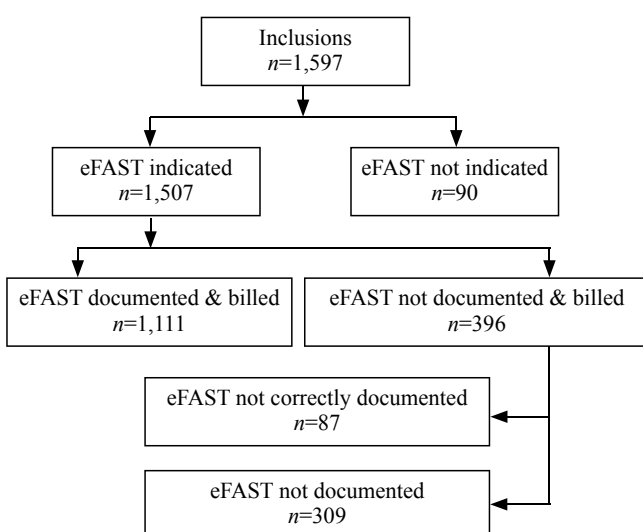 Inclusions
n=1,597
eFAST indicated
n=1,507
eFAST not indicated
n=90
eFAST documented & billed
n=1,111
eFAST not documented & billed
n=396
eFAST not correctly documented
n=87
eFAST not documented
n=309